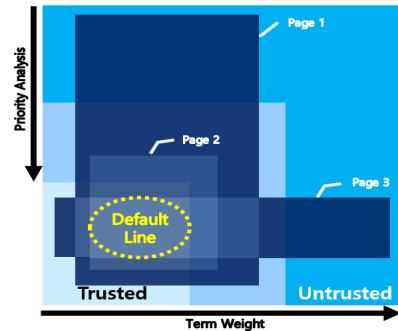 Page 1
Priority Analysis
Page 2
Page 3
Default
Line
Trusted
Untrusted
Term Weight